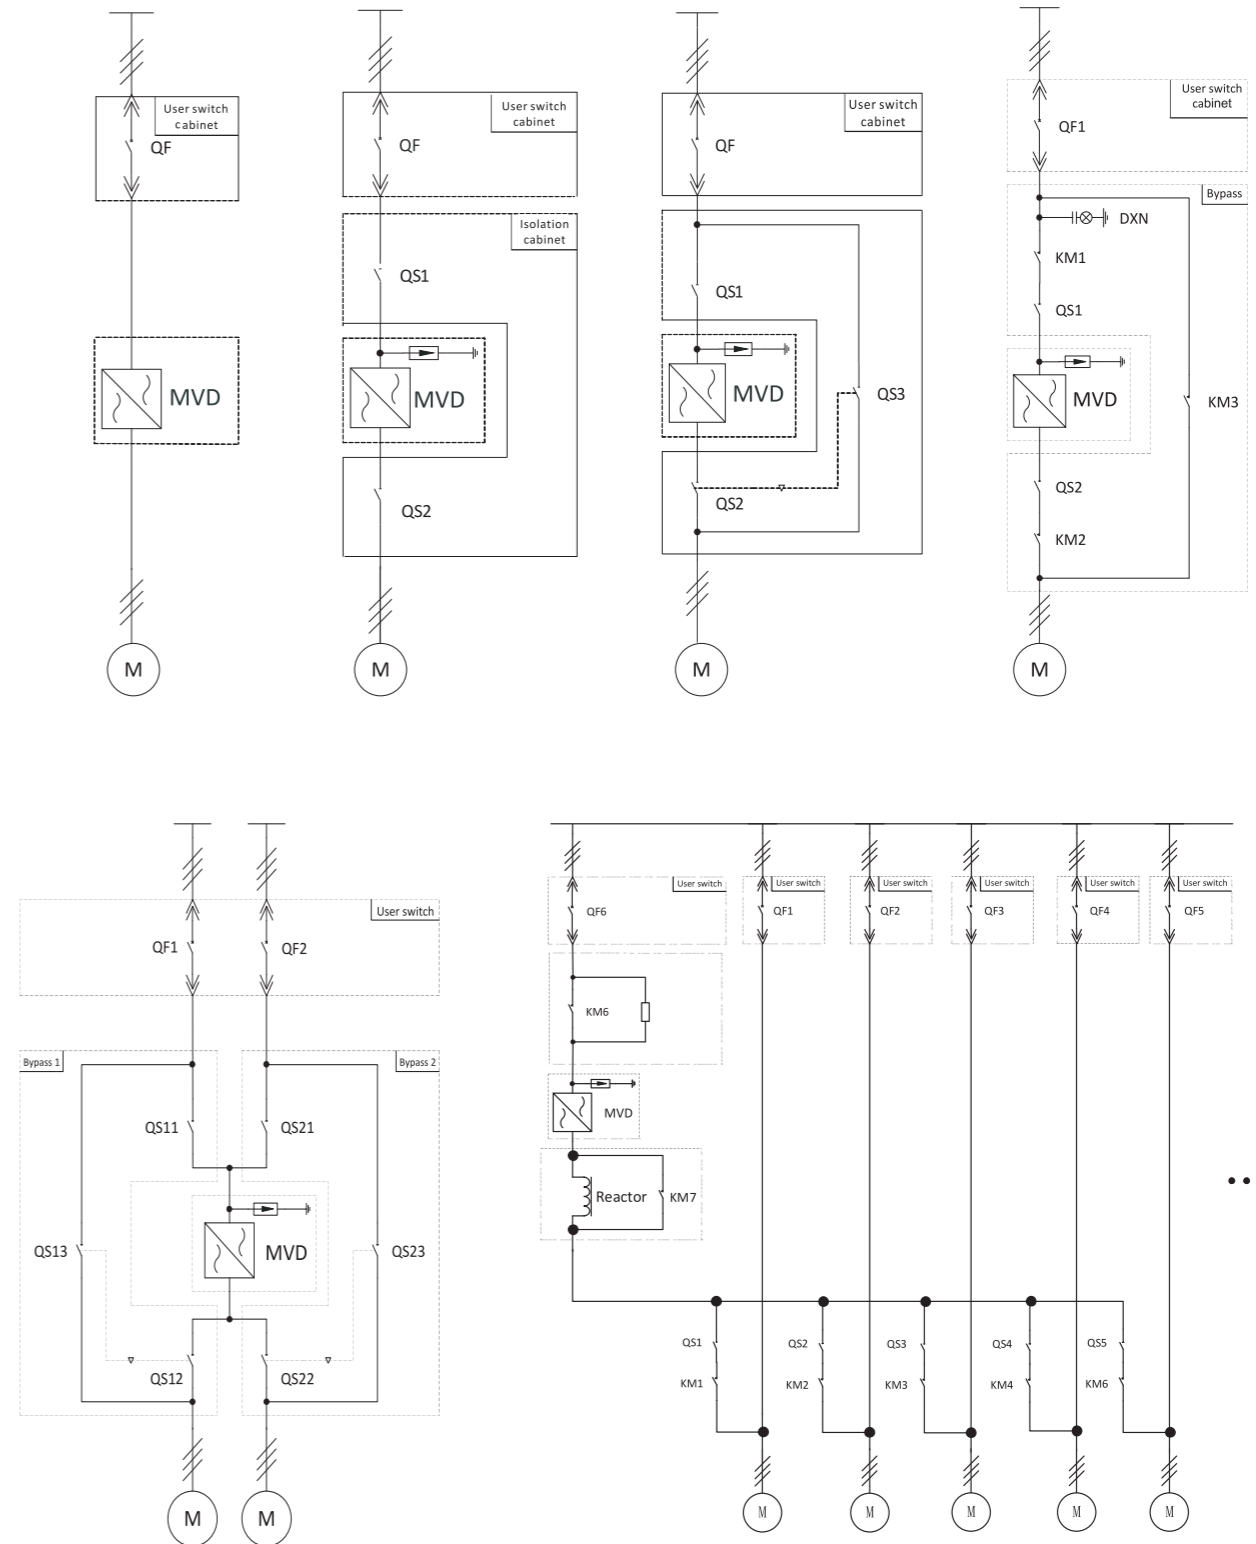 User switch
cabinet
QF
MVD
M
User switch
cabinet
QF
Isolation
cabinet
QS1
MVD
QS2
M
User switch
cabinet
QF
QS1
MVD
QS3
QS2
M
User switch
cabinet
QF1
Bypass
DXN
KM1
QS1
MVD
KM3
QS2
KM2
M
User switch
QF1
QF2
Bypass 1
Bypass 2
QS11
QS21
QS13
MVD
QS23
QS12
QS22
M
M
User switch
User switch
User switch
User switch
User switch
User switch
QF6
QF1
QF2
QF3
QF4
QF5
KM6
MVD
Reactor
KM7
QS1
QS2
QS3
QS4
QS5
KM1
KM2
KM3
KM4
KM6
M
M
M
M
M